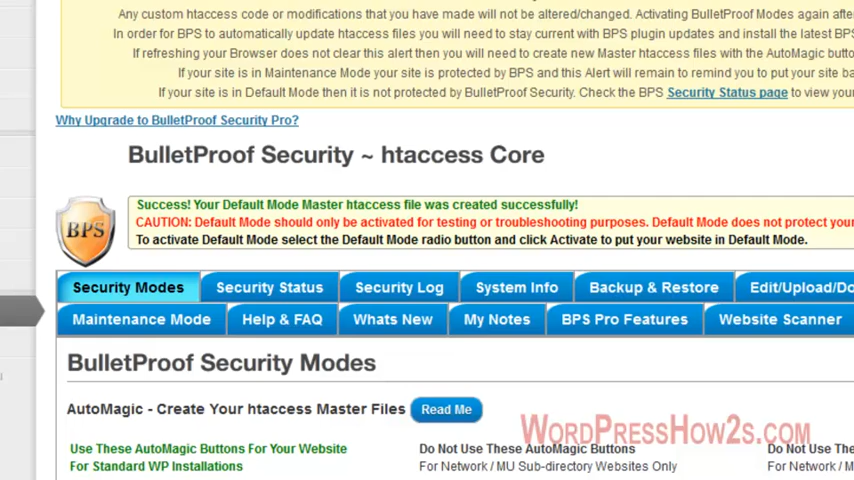 Any custom htaccess code or modifications that you have made will not be altered/changed. Activating BulletProof Modes again after
In order for BPS to automatically update htaccess files you will need to stay current with BPS plugin updates and install the latest BPS
If refreshing your Browser does not clear this alert then you will need to create new Master htaccess files with the AutoMagic butto
If your site is in Maintenance Mode your site is protected by BPS and this Alert will remain to remind you to put your site ba
If your site is in Default Mode then it is not protected by BulletProof Security. Check the BPS Security Status page to view your
Why Upgrade to BulletProof Security Pro?
BulletProof Security ~ htaccess Core
BPS
Success! Your Default Mode Master htaccess file was created successfully!
CAUTION: Default Mode should only be activated for testing or troubleshooting purposes. Default Mode does not protect your
To activate Default Mode select the Default Mode radio button and click Activate to put your website in Default Mode.
Security Modes Security Status Security Log System Info Backup & Restore Edit/Upload/Do
Maintenance Mode Help & FAQ Whats New My Notes BPS Pro Features Website Scanner
BulletProof Security Modes
AutoMagic - Create Your htaccess Master Files Read Me
WordPressHow2s.com
Use These AutoMagic Buttons For Your Website Do Not Use These AutoMagic Buttons Do Not Use The
For Standard WP Installations For Network / MU Sub-directory Websites Only For Network / MU